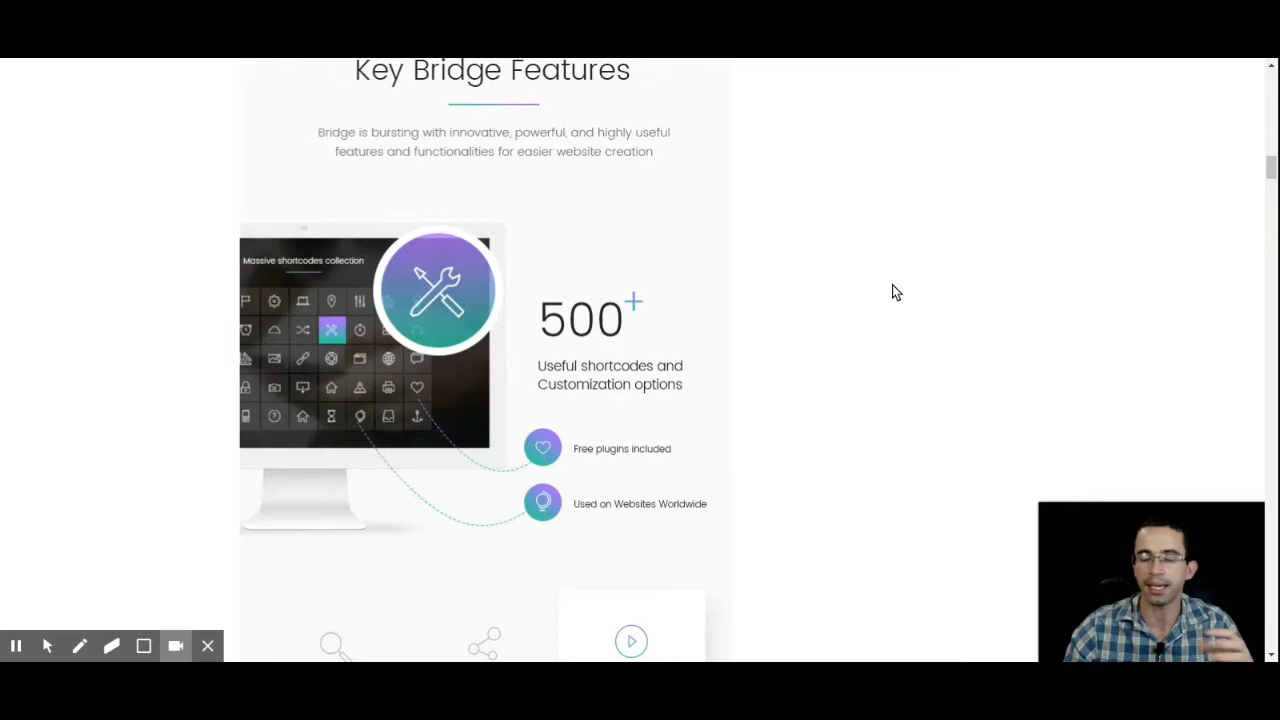 Key Bridge Features
Bridge is bursting with innovative, powerful, and highly useful
features and functionalities for easier website creation
Massive shortcodes collection
500+
Useful shortcodes and
Customization options
Free plugins included
Used on Websites Worldwide